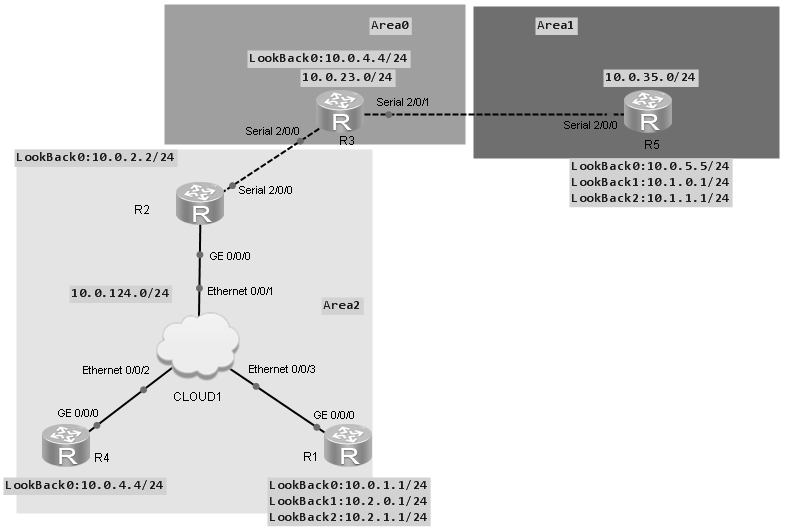 Area0
Area1
LookBack0:10.0.4.4/24
10.0.23.0/24
10.0.35.0/24
Serial 2/0/1
R
R
Serial 2/0/0
Serial 2/0/0
R3
R5
LookBack0:10.0.2.2/24
LookBack0:10.0.5.5/24
LookBack1:10.1.0.1/24
LookBack2:10.1.1.1/24
Serial 2/0/0
R2
R
GE 0/0/0
10.0.124.0/24
Ethernet 0/0/1
Area2
Ethernet 0/0/2
Ethernet 0/0/3
CLOUD1
GE 0/0/0
GE 0/0/0
R
R4
R1
R
LookBack0:10.0.4.4/24
LookBack0:10.0.1.1/24
LookBack1:10.2.0.1/24
LookBack2:10.2.1.1/24